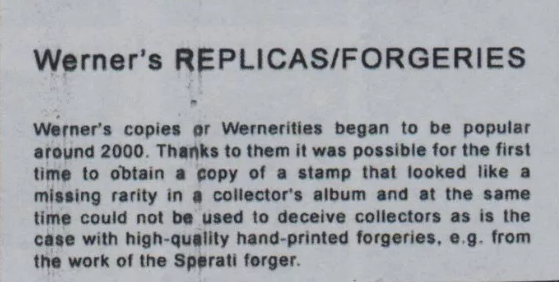 Werner's REPLICAS/FORGERIES
Werner's copies or Wernerities began to be popular
around 2000. Thanks to them it was possible for the first
time to obtain a copy of a stamp that looked like a
missing rarity in a collector's album and at the same
time could not be used to deceive collectors as is the
case with high-quality hand-printed forgeries, e.g. from
the work of the Sperati forger.